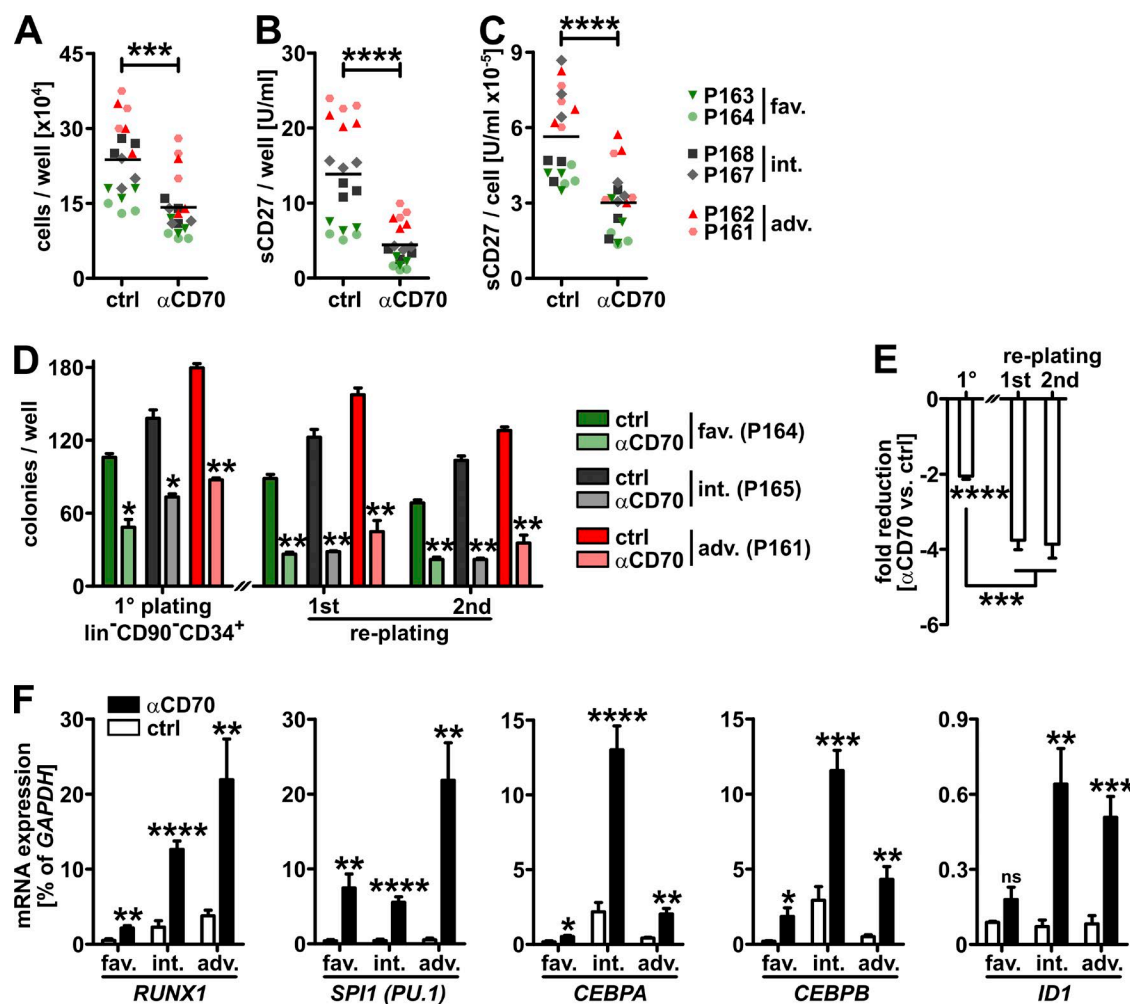 A
cells / well [x10⁴]
45
30
15
0
***
ctrl αCD70
B
sCD27 / well [U/ml]
30
20
10
0
****
ctrl αCD70
C
sCD27 / cell [U/ml x10⁻⁵]
9
6
3
0
****
ctrl αCD70
P163
P164
fav.
P168
P167
int.
P162
P161
adv.
D
colonies / well
180
120
60
0
* * **
** ** **
** ** **
1° plating
lin⁻CD90⁻CD34⁺
1st 2nd
re-plating
ctrl
αCD70
fav. (P164)
ctrl
αCD70
int. (P165)
ctrl
αCD70
adv. (P161)
E
re-plating
1° 1st 2nd
fold reduction
[αCD70 vs. ctrl]
0
-2
-4
-6
****
***
F
αCD70
ctrl
mRNA expression
[% of GAPDH]
30
20
10
0
** **** **
fav. int. adv.
RUNX1
30
20
10
0
** **** **
fav. int. adv.
SPI1 (PU.1)
15
10
5
0
* **** **
fav. int. adv.
CEBPA
15
10
5
0
* *** **
fav. int. adv.
CEBPB
0.9
0.6
0.3
0
ns ** ***
fav. int. adv.
ID1